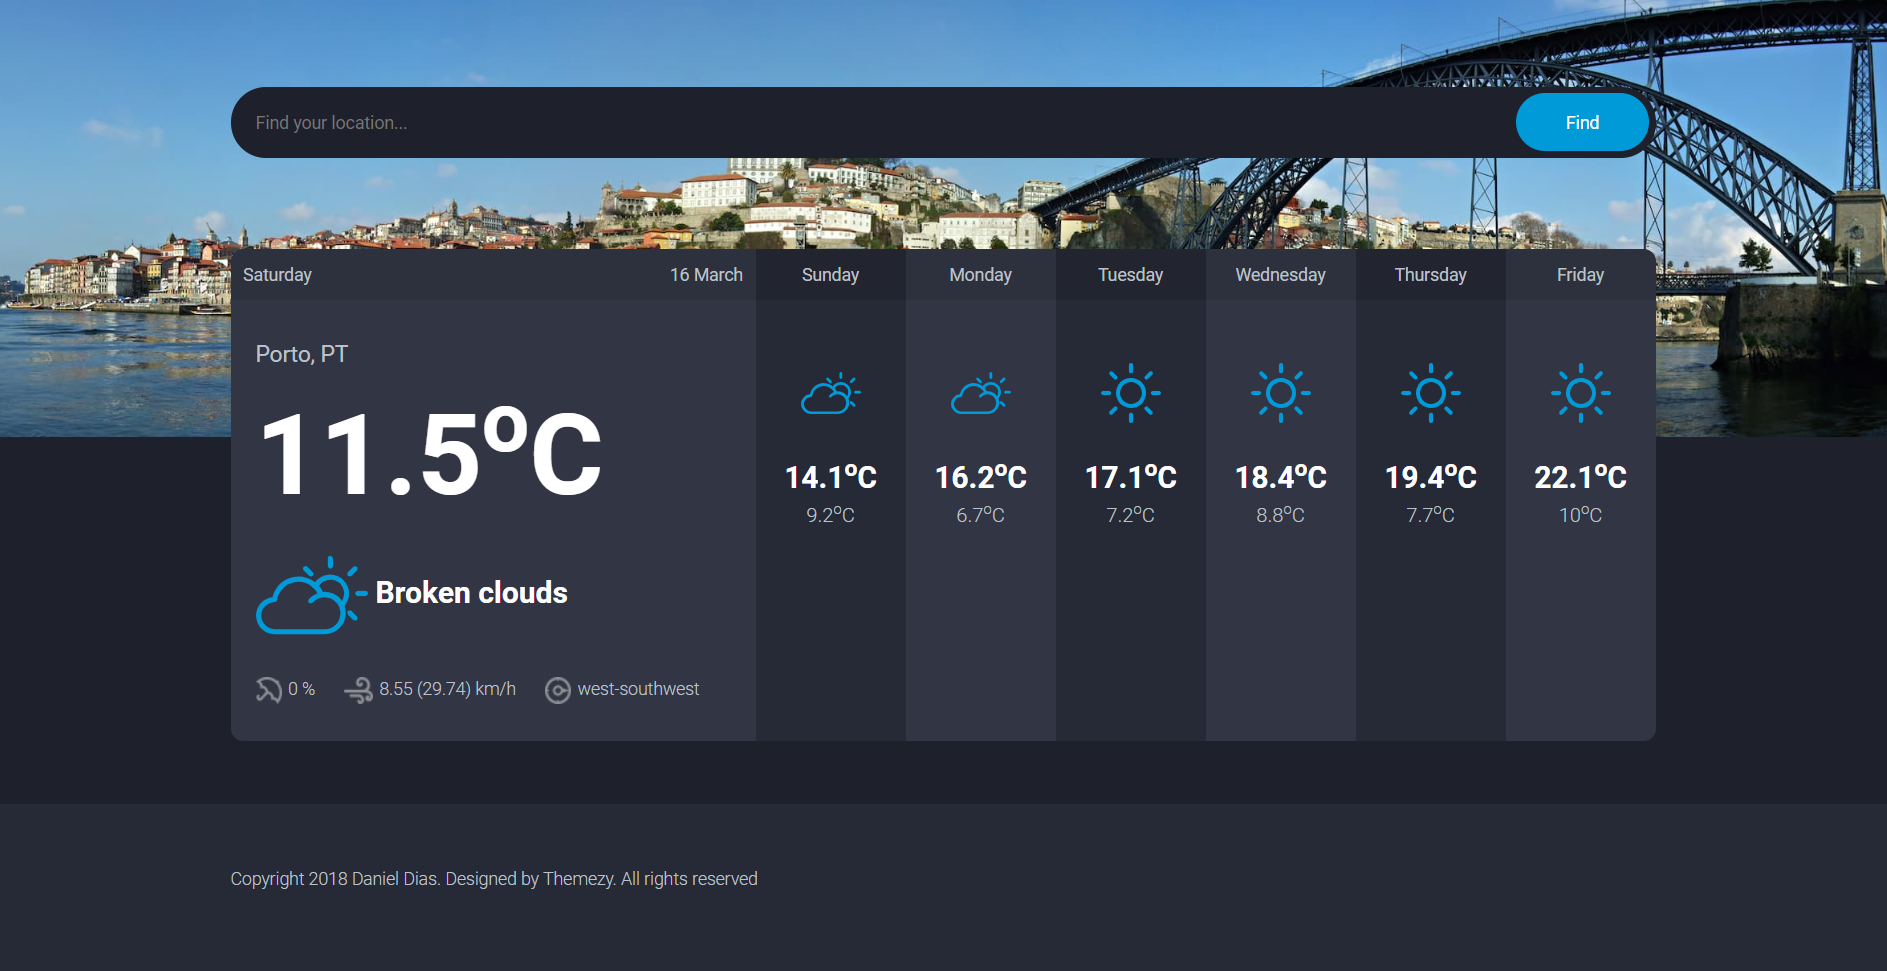 Find your location...
Find
Saturday 16 March
Sunday
Monday
Tuesday
Wednesday
Thursday
Friday
Porto, PT
11.5°C
Broken clouds
0 %
8.55 (29.74) km/h
west-southwest
14.1°C
9.2°C
16.2°C
6.7°C
17.1°C
7.2°C
18.4°C
8.8°C
19.4°C
7.7°C
22.1°C
10°C
Copyright 2018 Daniel Dias. Designed by Themezy. All rights reserved